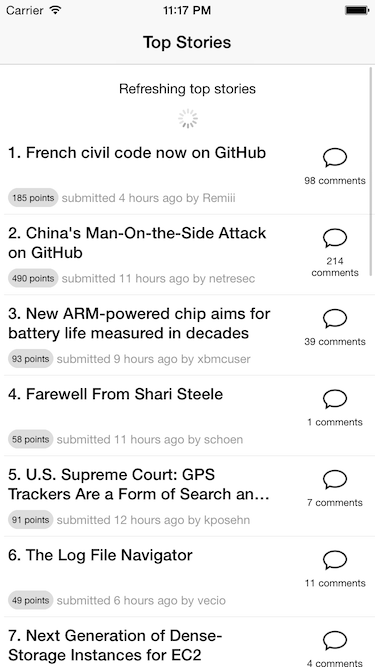 Carrier 11:17 PM
Top Stories
Refreshing top stories
1. French civil code now on GitHub
98 comments
185 points submitted 4 hours ago by Remiii
2. China's Man-On-the-Side Attack
on GitHub
214
comments
490 points submitted 11 hours ago by netresec
3. New ARM-powered chip aims for
battery life measured in decades
39 comments
93 points submitted 9 hours ago by xbmcuser
4. Farewell From Shari Steele
1 comments
58 points submitted 11 hours ago by schoen
5. U.S. Supreme Court: GPS
Trackers Are a Form of Search an…
7 comments
91 points submitted 12 hours ago by kposehn
6. The Log File Navigator
11 comments
49 points submitted 6 hours ago by vecio
7. Next Generation of Dense-
Storage Instances for EC2
4 comments